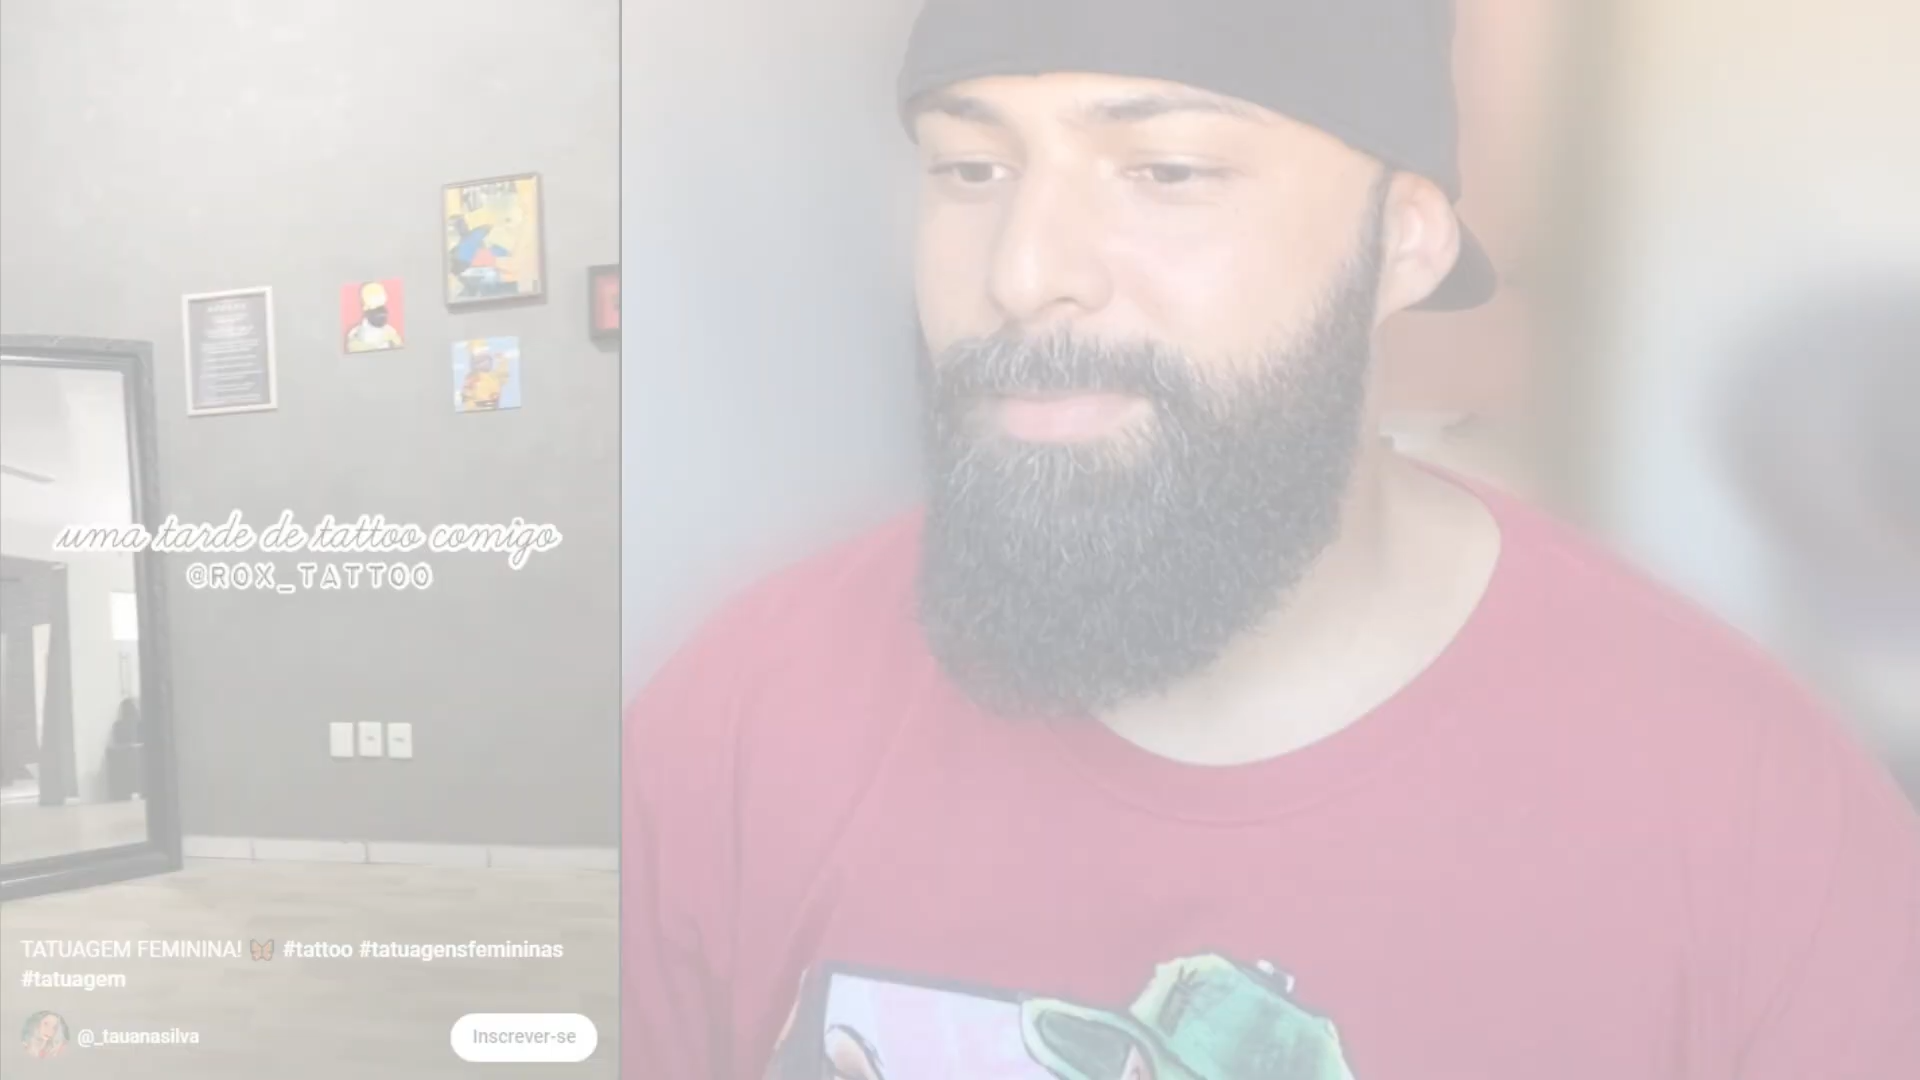 uma tarde de tattoo comigo
@ROX_TATTOO
TATUAGEM FEMININA! 🦋 #tattoo #tatuagensfemininas
#tatuagem
@_tauanasilva
Inscrever-se